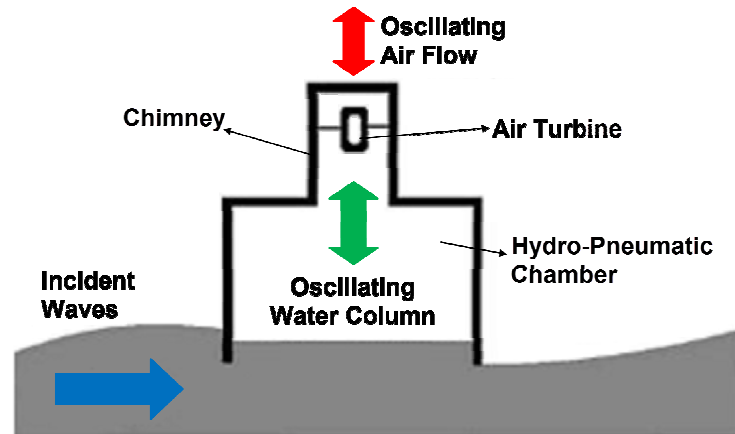 Oscillating
Air Flow
Chimney
Air Turbine
Hydro-Pneumatic
Chamber
Incident
Waves
Oscillating
Water Column